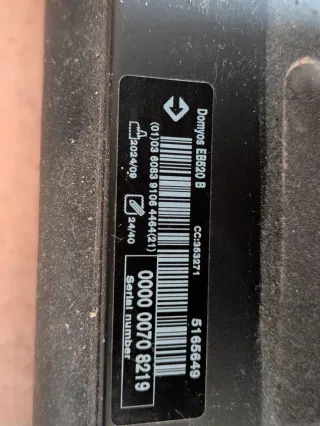 Domyos EB520 B
CC:353271
5165649
(01)03 6083 9106 4464(21)
2024/09
24/40
0000 0070 8219
Serial number